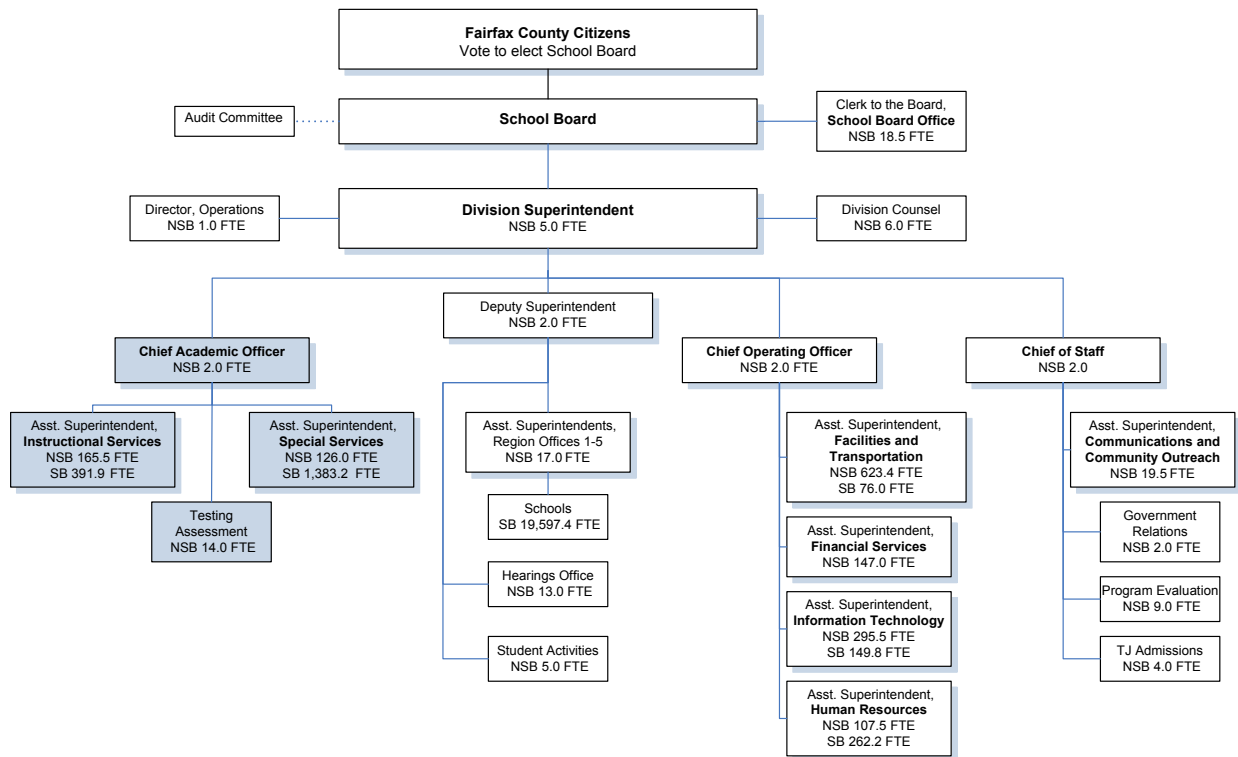 Fairfax County Citizens
Vote to elect School Board
Audit Committee
School Board
Clerk to the Board,
School Board Office
NSB 18.5 FTE
Director, Operations
NSB 1.0 FTE
Division Superintendent
NSB 5.0 FTE
Division Counsel
NSB 6.0 FTE
Deputy Superintendent
NSB 2.0 FTE
Chief Academic Officer
NSB 2.0 FTE
Chief Operating Officer
NSB 2.0 FTE
Chief of Staff
NSB 2.0
Asst. Superintendent,
Instructional Services
NSB 165.5 FTE
SB 391.9 FTE
Asst. Superintendent,
Special Services
NSB 126.0 FTE
SB 1,383.2 FTE
Testing
Assessment
NSB 14.0 FTE
Asst. Superintendents,
Region Offices 1-5
NSB 17.0 FTE
Schools
SB 19,597.4 FTE
Hearings Office
NSB 13.0 FTE
Student Activities
NSB 5.0 FTE
Asst. Superintendent,
Facilities and
Transportation
NSB 623.4 FTE
SB 76.0 FTE
Asst. Superintendent,
Financial Services
NSB 147.0 FTE
Asst. Superintendent,
Information Technology
NSB 295.5 FTE
SB 149.8 FTE
Asst. Superintendent,
Human Resources
NSB 107.5 FTE
SB 262.2 FTE
Asst. Superintendent,
Communications and
Community Outreach
NSB 19.5 FTE
Government
Relations
NSB 2.0 FTE
Program Evaluation
NSB 9.0 FTE
TJ Admissions
NSB 4.0 FTE